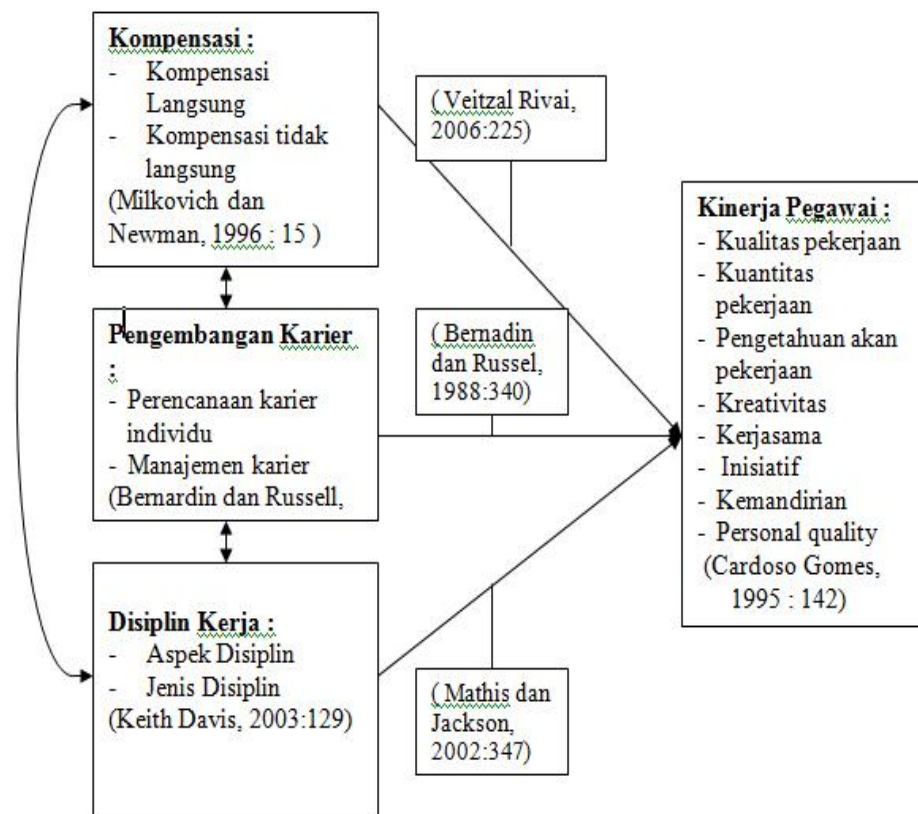 Kompensasi :
- Kompensasi
Langsung
- Kompensasi tidak
langsung
(Milkovich dan
Newman, 1996 : 15 )
( Veitzal Rivai,
2006:225)
Pengembangan Karier
:
- Perencanaan karier
individu
- Manajemen karier
(Bernardin dan Russell,
( Bernadin
dan Russel,
1988:340)
Disiplin Kerja :
- Aspek Disiplin
- Jenis Disiplin
(Keith Davis, 2003:129)
( Mathis dan
Jackson,
2002:347)
Kinerja Pegawai :
- Kualitas pekerjaan
- Kuantitas
pekerjaan
- Pengetahuan akan
pekerjaan
- Kreativitas
- Kerjasama
- Inisiatif
- Kemandirian
- Personal quality
(Cardoso Gomes,
1995 : 142)